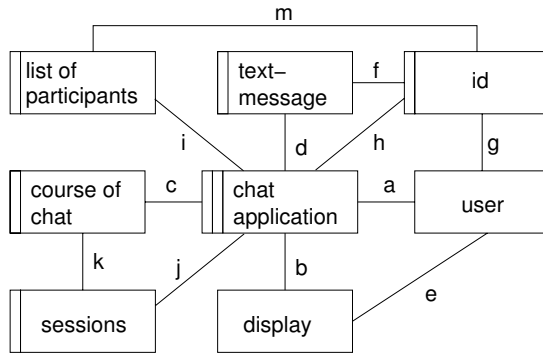 m
list of
participants
text-
message
f
id
i
d
h
g
course of
chat
c
chat
application
a
user
k
j
b
e
sessions
display